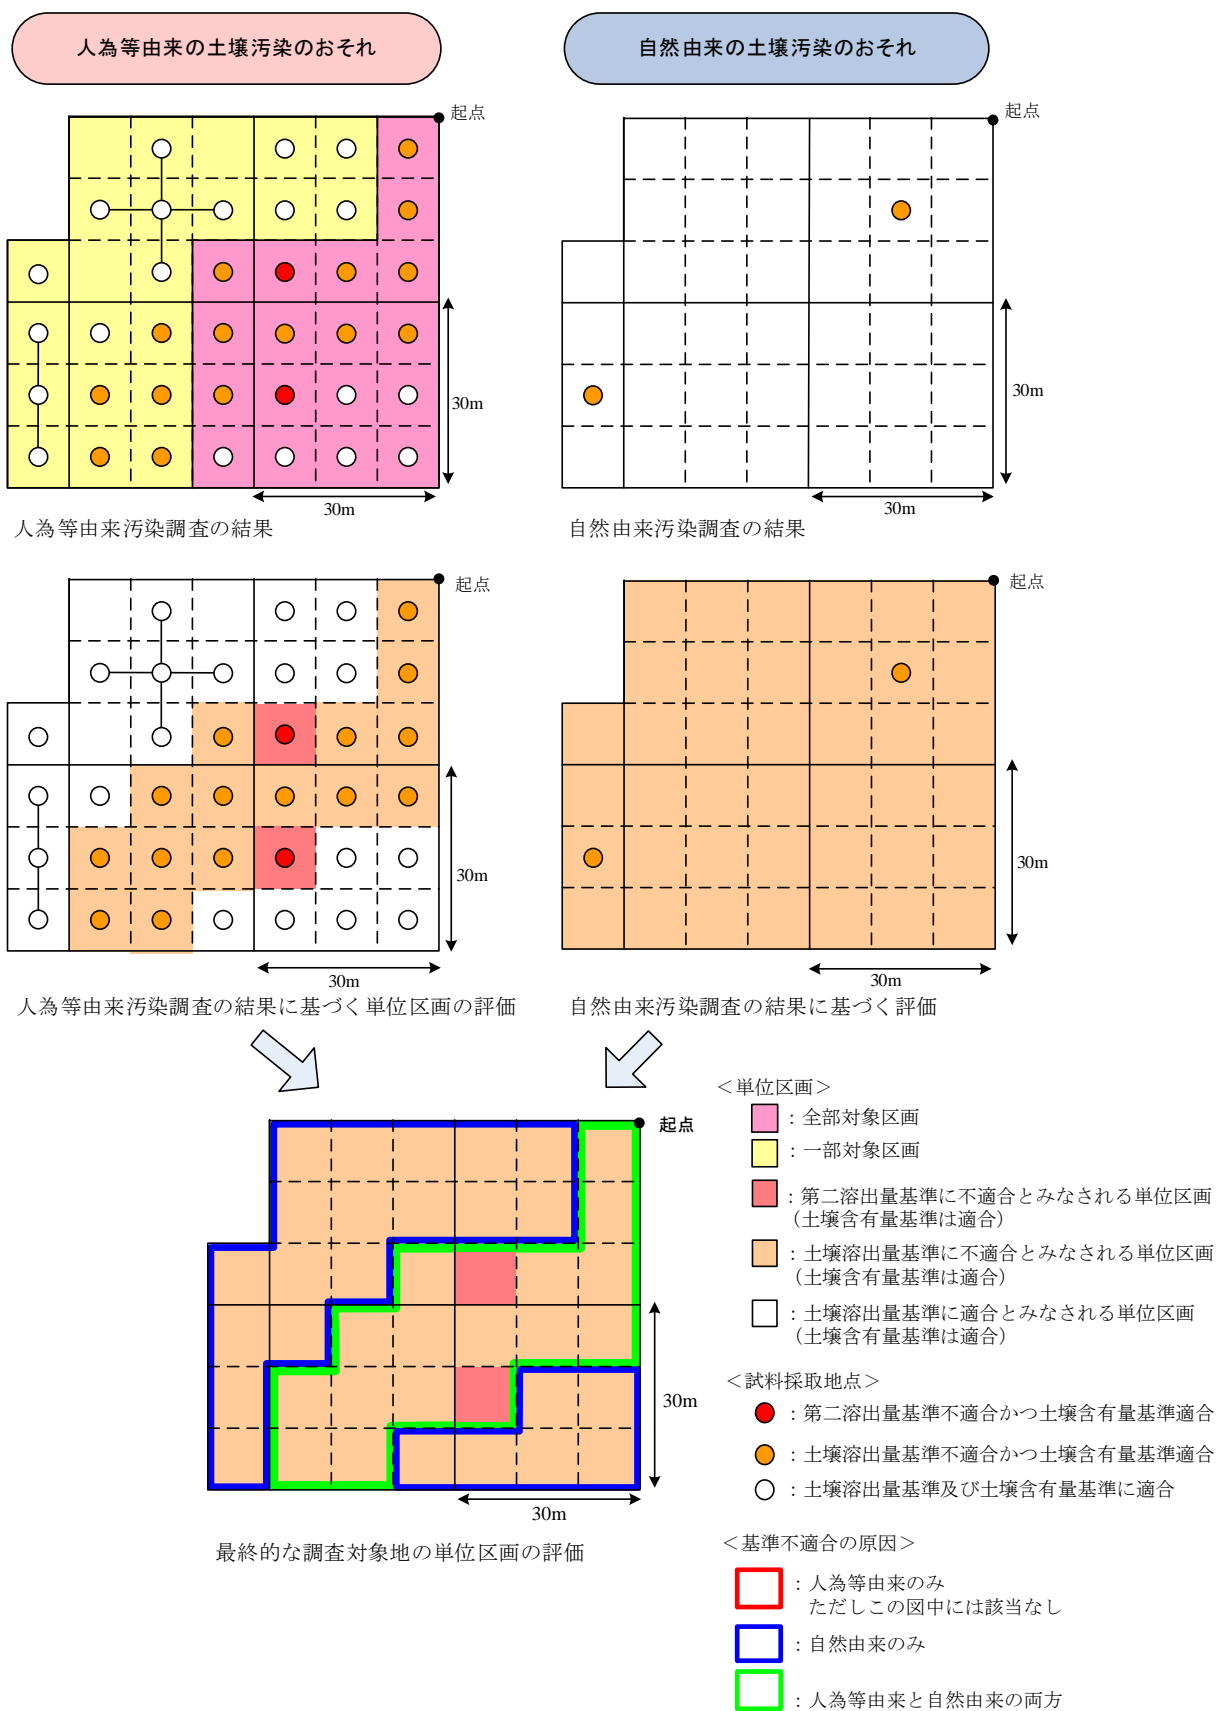 人為等由来の土壌汚染のおそれ
自然由来の土壌汚染のおそれ
起点
起点
30m
30m
30m
30m
人為等由来汚染調査の結果
自然由来汚染調査の結果
起点
起点
30m
30m
30m
30m
人為等由来汚染調査の結果に基づく単位区画の評価
自然由来汚染調査の結果に基づく評価
起点
30m
30m
最終的な調査対象地の単位区画の評価
＜単位区画＞
：全部対象区画
：一部対象区画
：第二溶出量基準に不適合とみなされる単位区画
（土壌含有量基準は適合）
：土壌溶出量基準に不適合とみなされる単位区画
（土壌含有量基準は適合）
：土壌溶出量基準に適合とみなされる単位区画
（土壌含有量基準は適合）
＜試料採取地点＞
：第二溶出量基準不適合かつ土壌含有量基準適合
：土壌溶出量基準不適合かつ土壌含有量基準適合
：土壌溶出量基準及び土壌含有量基準に適合
＜基準不適合の原因＞
：人為等由来のみ
ただしこの図中には該当なし
：自然由来のみ
：人為等由来と自然由来の両方